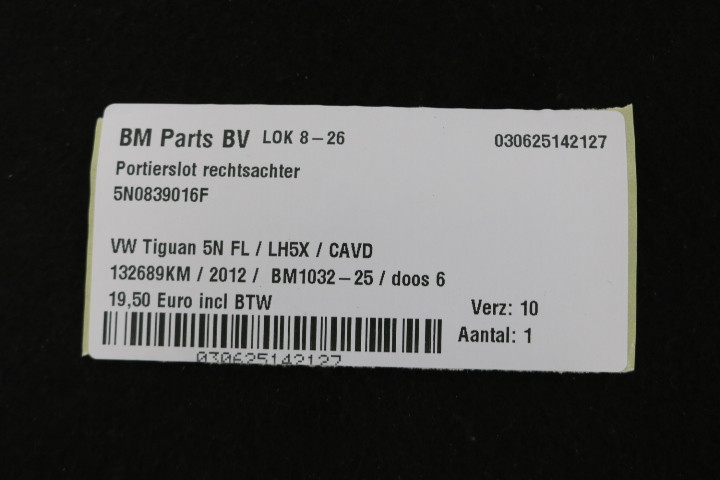 BM Parts BV LOK 8-26 030625142127
Portierslot rechtsachter
5N0839016F
VW Tiguan 5N FL / LH5X / CAVD
132689KM / 2012 / BM1032-25 / doos 6
19,50 Euro incl BTW
Verz: 10
Aantal: 1
030625142127